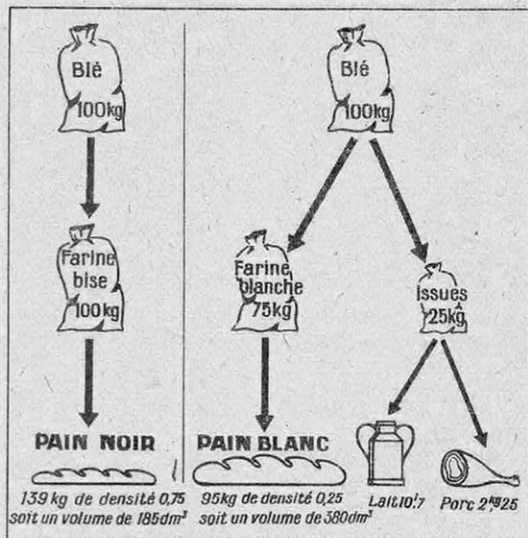 Blé
100kg
Farine
bise
100kg
PAIN NOIR
139 kg de densité 0,75
soit un volume de 185dm³
Blé
100kg
Farine
blanche
75kg
issues
25kg
PAIN BLANC
95kg de densité 0,25
soit un volume de 380dm³
Lait 10ˡ,7
Porc 2,ᵏᵍ25